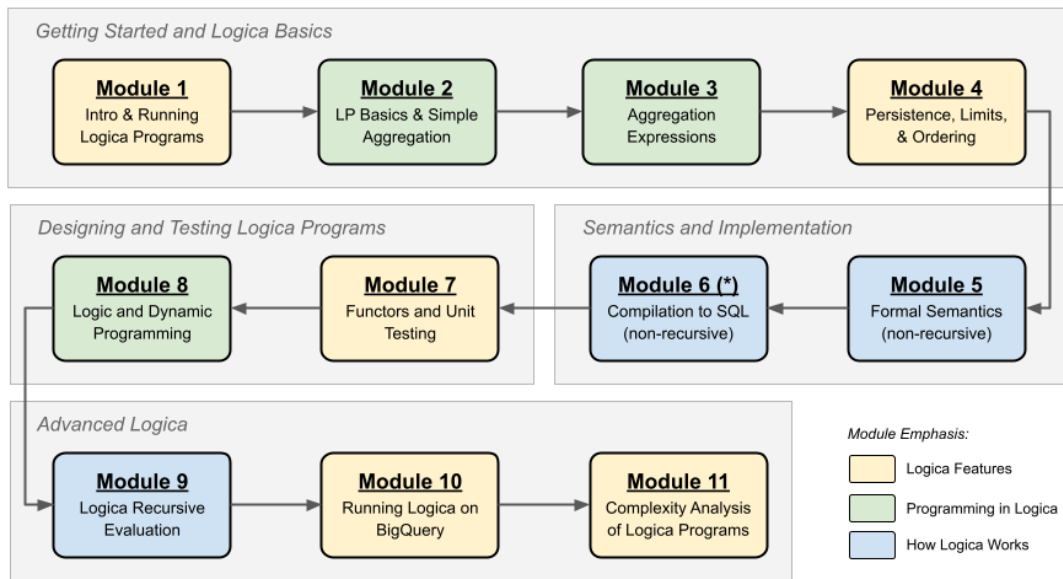 Getting Started and Logica Basics
Module 1
Intro & Running
Logica Programs
Module 2
LP Basics & Simple
Aggregation
Module 3
Aggregation
Expressions
Module 4
Persistence, Limits,
& Ordering
Designing and Testing Logica Programs
Module 8
Logic and Dynamic
Programming
Module 7
Functors and Unit
Testing
Semantics and Implementation
Module 6 (*)
Compilation to SQL
(non-recursive)
Module 5
Formal Semantics
(non-recursive)
Advanced Logica
Module 9
Logica Recursive
Evaluation
Module 10
Running Logica on
BigQuery
Module 11
Complexity Analysis
of Logica Programs
Module Emphasis:
Logica Features
Programming in Logica
How Logica Works